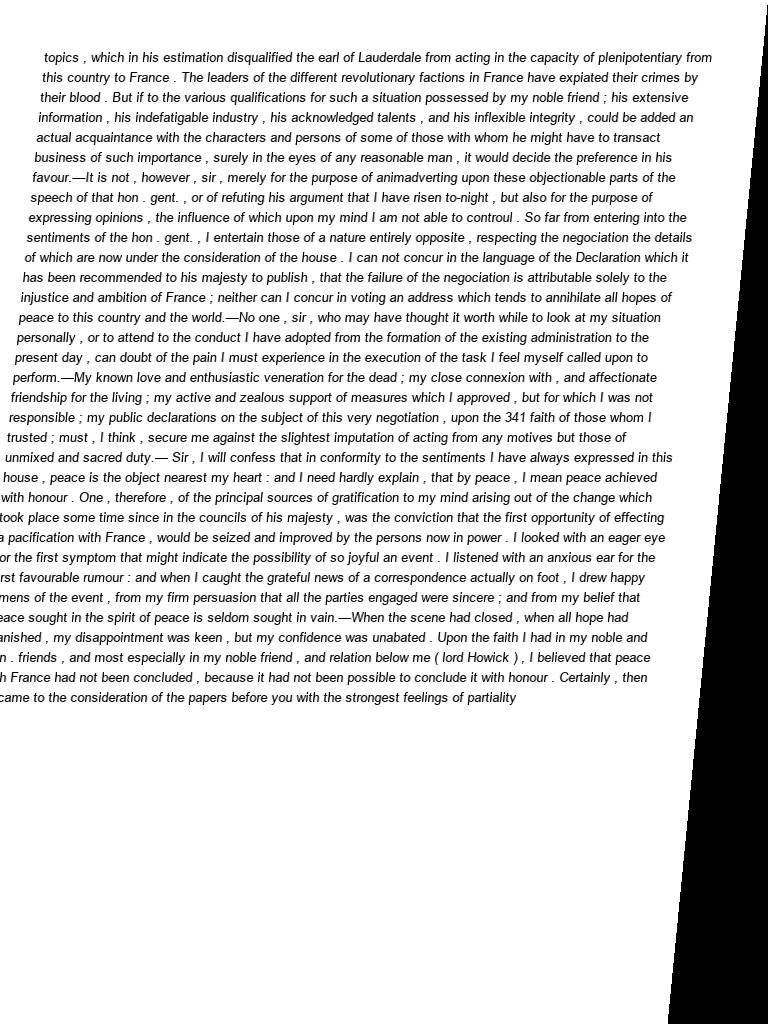 topics , which in his estimation disqualified the earl of Lauderdale from acting in the capacity of plenipotentiary from
this country to France . The leaders of the different revolutionary factions in France have expiated their crimes by
their blood . But if to the various qualifications for such a situation possessed by my noble friend ; his extensive
information , his indefatigable industry , his acknowledged talents , and his inflexible integrity , could be added an
actual acquaintance with the characters and persons of some of those with whom he might have to transact
business of such importance , surely in the eyes of any reasonable man , it would decide the preference in his
favour.—It is not , however , sir , merely for the purpose of animadverting upon these objectionable parts of the
speech of that hon . gent. , or of refuting his argument that I have risen to-night , but also for the purpose of
expressing opinions , the influence of which upon my mind I am not able to controul . So far from entering into the
sentiments of the hon . gent. , I entertain those of a nature entirely opposite , respecting the negociation the details
of which are now under the consideration of the house . I can not concur in the language of the Declaration which it
has been recommended to his majesty to publish , that the failure of the negociation is attributable solely to the
injustice and ambition of France ; neither can I concur in voting an address which tends to annihilate all hopes of
peace to this country and the world.—No one , sir , who may have thought it worth while to look at my situation
personally , or to attend to the conduct I have adopted from the formation of the existing administration to the
present day , can doubt of the pain I must experience in the execution of the task I feel myself called upon to
perform.—My known love and enthusiastic veneration for the dead ; my close connexion with , and affectionate
friendship for the living ; my active and zealous support of measures which I approved , but for which I was not
responsible ; my public declarations on the subject of this very negotiation , upon the 341 faith of those whom I
trusted ; must , I think , secure me against the slightest imputation of acting from any motives but those of
unmixed and sacred duty.— Sir , I will confess that in conformity to the sentiments I have always expressed in this
house , peace is the object nearest my heart : and I need hardly explain , that by peace , I mean peace achieved
with honour . One , therefore , of the principal sources of gratification to my mind arising out of the change which
took place some time since in the councils of his majesty , was the conviction that the first opportunity of effecting
a pacification with France , would be seized and improved by the persons now in power . I looked with an eager eye
or the first symptom that might indicate the possibility of so joyful an event . I listened with an anxious ear for the
rst favourable rumour : and when I caught the grateful news of a correspondence actually on foot , I drew happy
mens of the event , from my firm persuasion that all the parties engaged were sincere ; and from my belief that
eace sought in the spirit of peace is seldom sought in vain.—When the scene had closed , when all hope had
anished , my disappointment was keen , but my confidence was unabated . Upon the faith I had in my noble and
n . friends , and most especially in my noble friend , and relation below me ( lord Howick ) , I believed that peace
h France had not been concluded , because it had not been possible to conclude it with honour . Certainly , then
came to the consideration of the papers before you with the strongest feelings of partiality